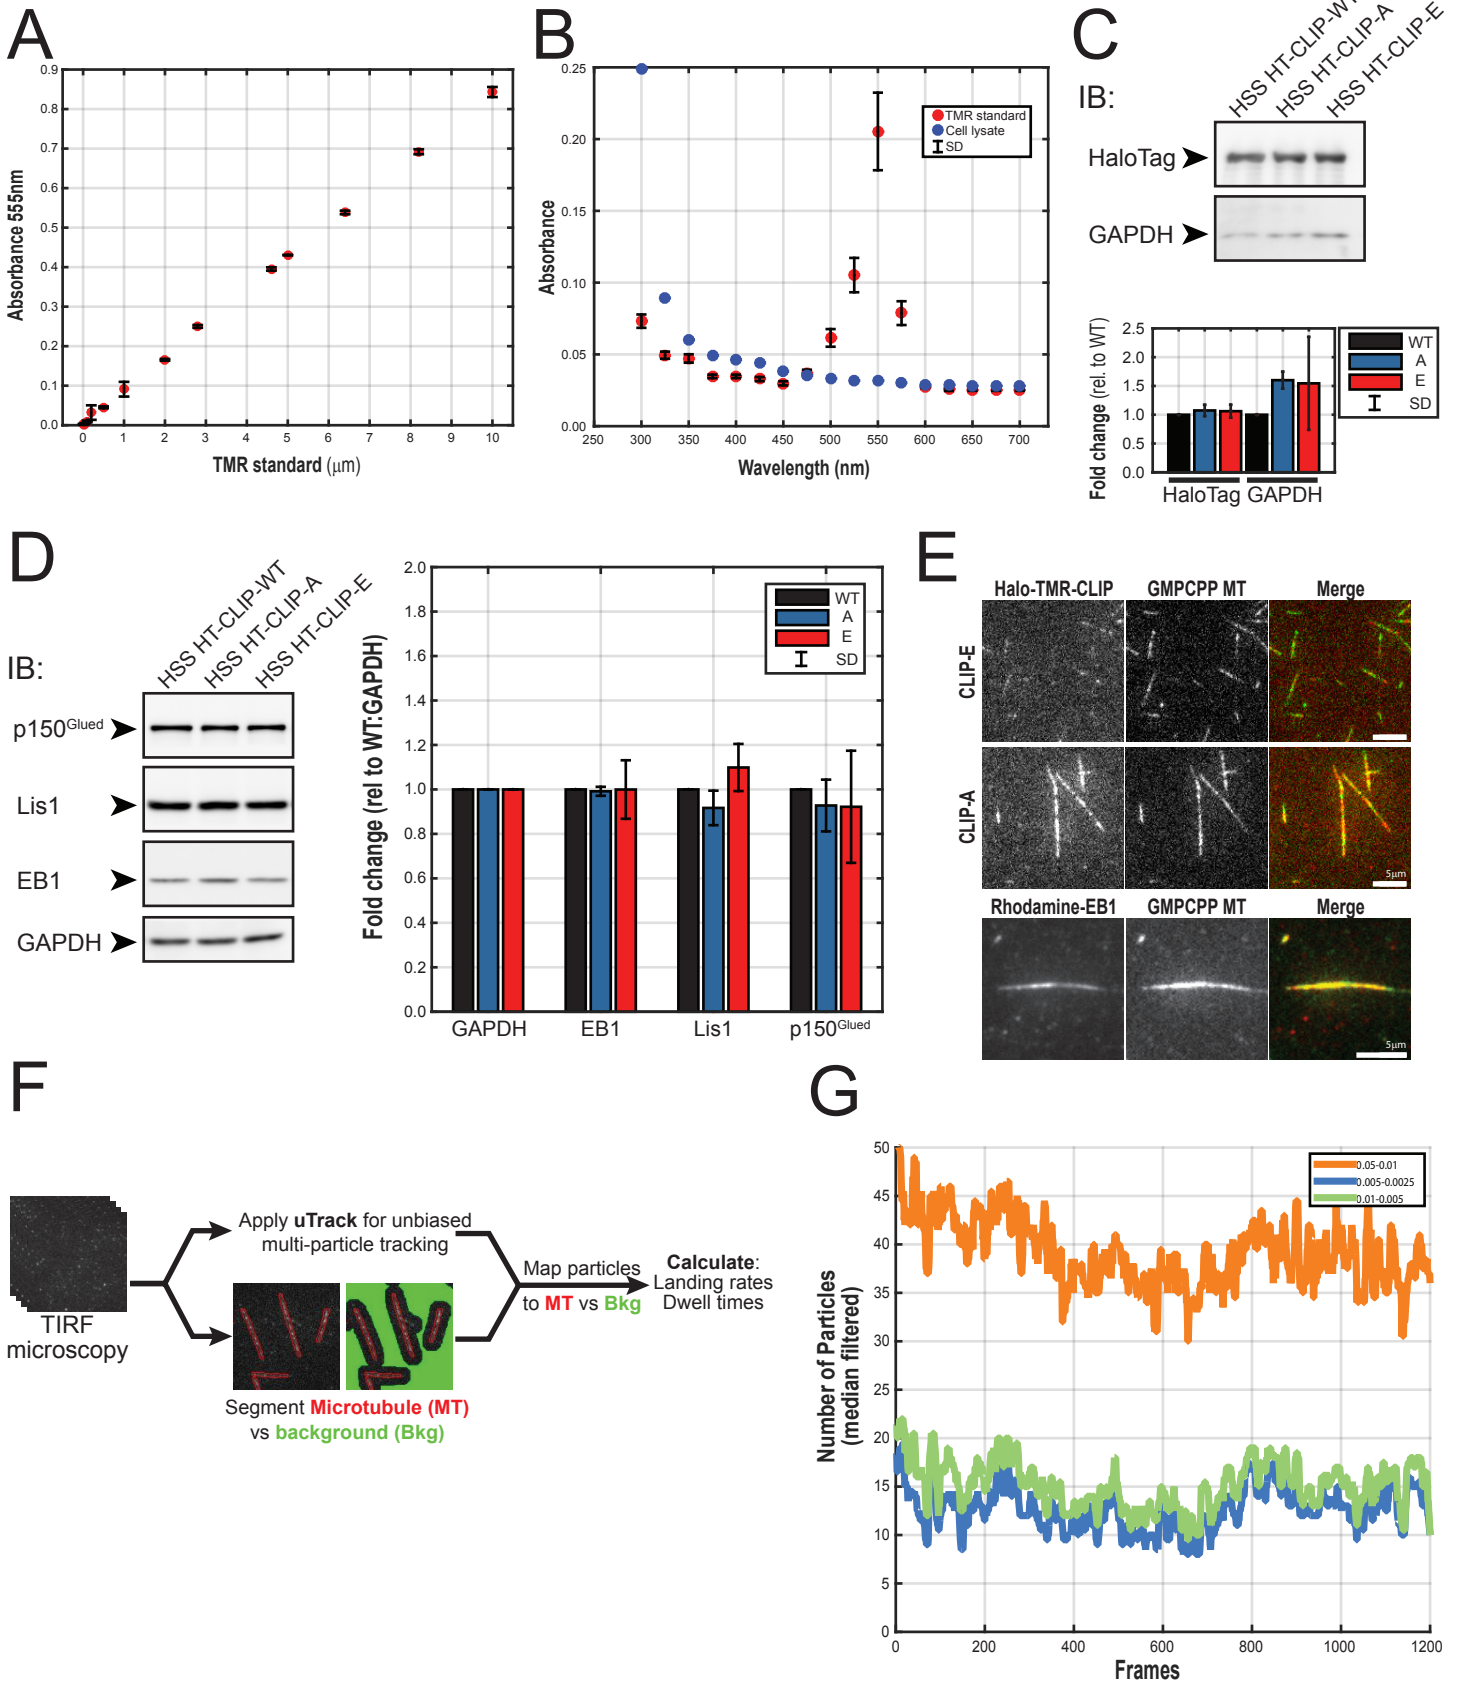 A
0.9
0.8
0.7
0.6
0.5
0.4
0.3
0.2
0.1
0.0
0 1 2 3 4 5 6 7 8 9 10
Absorbance 555nm
TMR standard (µm)
B
0.25
0.20
0.15
0.10
0.05
0.00
250 300 350 400 450 500 550 600 650 700
Absorbance
Wavelength (nm)
TMR standard
Cell lysate
SD
C
HSS HT-CLIP-WT
HSS HT-CLIP-A
HSS HT-CLIP-E
IB:
HaloTag
GAPDH
2.5
2.0
1.5
1.0
0.5
0.0
Fold change (rel. to WT)
HaloTag GAPDH
WT
A
E
SD
D
HSS HT-CLIP-WT
HSS HT-CLIP-A
HSS HT-CLIP-E
IB:
p150Glued
Lis1
EB1
GAPDH
2.0
1.8
1.6
1.4
1.2
1.0
0.8
0.6
0.4
0.2
0.0
Fold change (rel to WT:GAPDH)
GAPDH EB1 Lis1 p150Glued
WT
A
E
SD
E
Halo-TMR-CLIP GMPCPP MT Merge
CLIP-E
CLIP-A
5µm
Rhodamine-EB1 GMPCPP MT Merge
5µm
F
TIRF
microscopy
Apply uTrack for unbiased
multi-particle tracking
Segment Microtubule (MT)
vs background (Bkg)
Map particles
to MT vs Bkg
Calculate:
Landing rates
Dwell times
G
50
45
40
35
30
25
20
15
10
5
0
0 200 400 600 800 1000 1200
Number of Particles
(median filtered)
Frames
0.05-0.01
0.005-0.0025
0.01-0.005